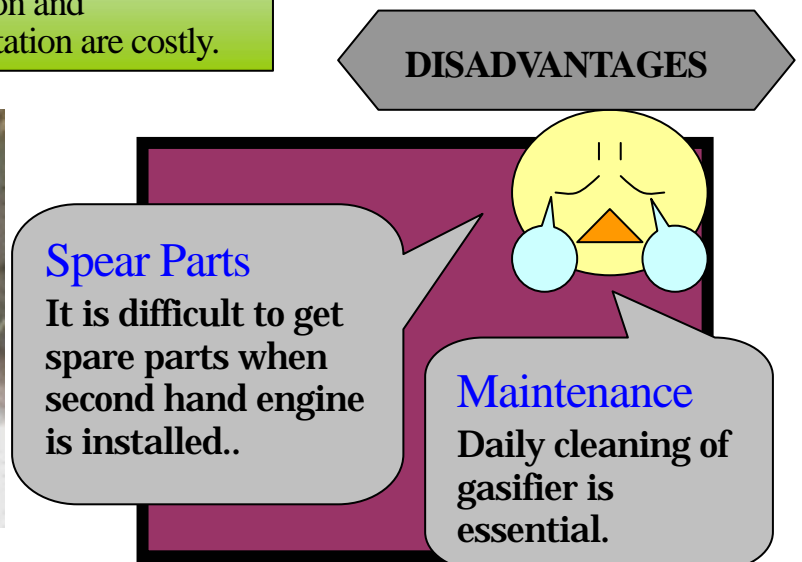 on and
tation are costly.
DISADVANTAGES
Spear Parts
It is difficult to get
spare parts when
second hand engine
is installed..
Maintenance
Daily cleaning of
gasifier is
essential.